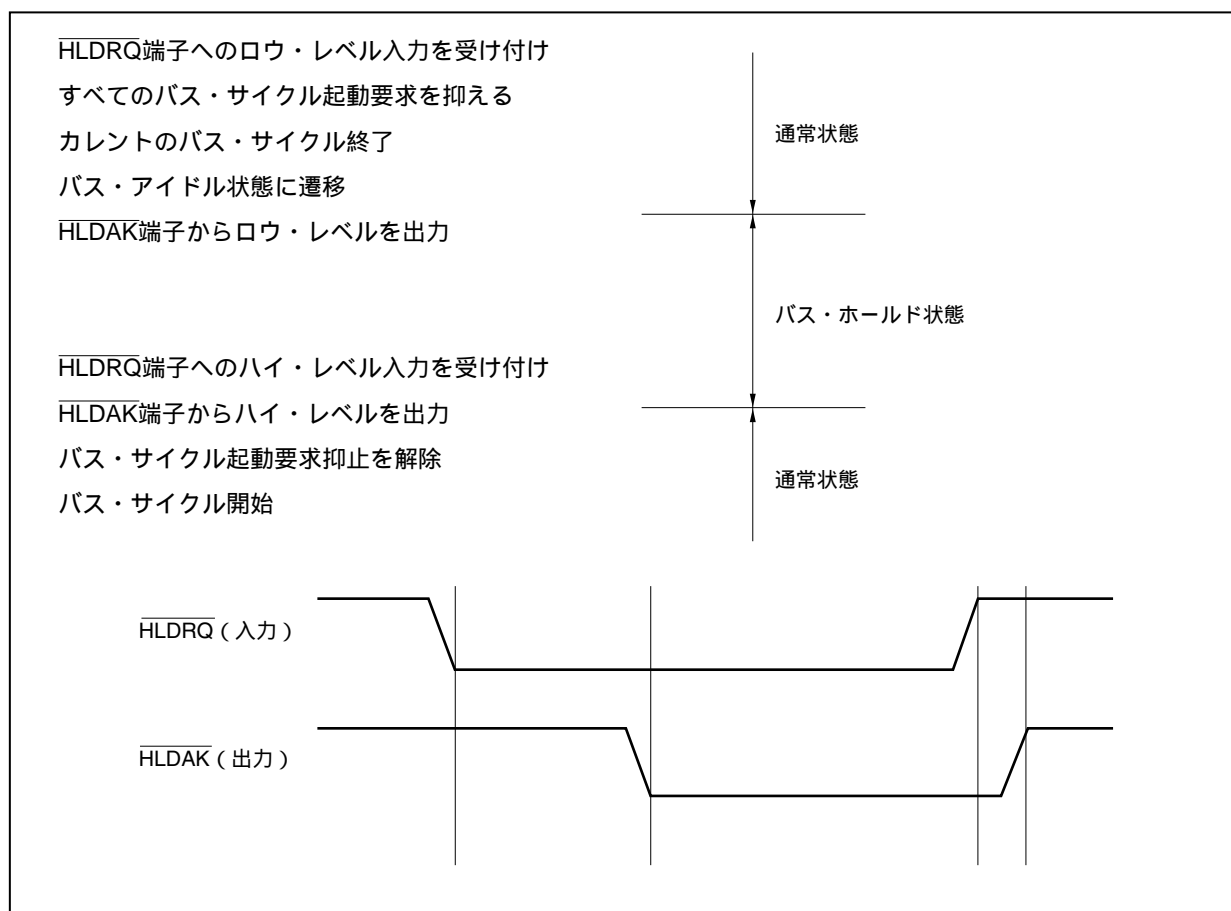 HLDRQ端子へのロウ・レベル入力を受け付け
すべてのバス・サイクル起動要求を抑える
カレントのバス・サイクル終了
バス・アイドル状態に遷移
HLDAK端子からロウ・レベルを出力
通常状態
バス・ホールド状態
HLDRQ端子へのハイ・レベル入力を受け付け
HLDAK端子からハイ・レベルを出力
バス・サイクル起動要求抑止を解除
バス・サイクル開始
通常状態
HLDRQ（入力）
HLDAK（出力）